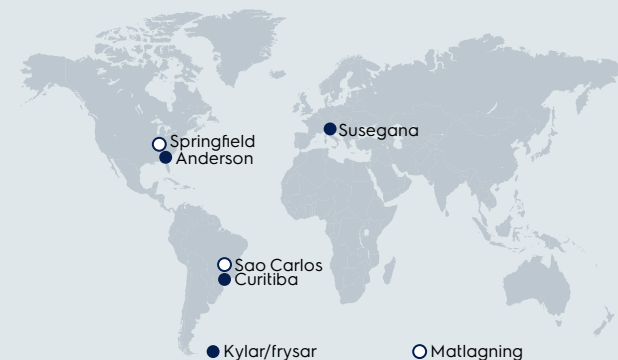 Susegana
Springfield
Anderson
Sao Carlos
Curitiba
Kylar/frysar
Matlagning